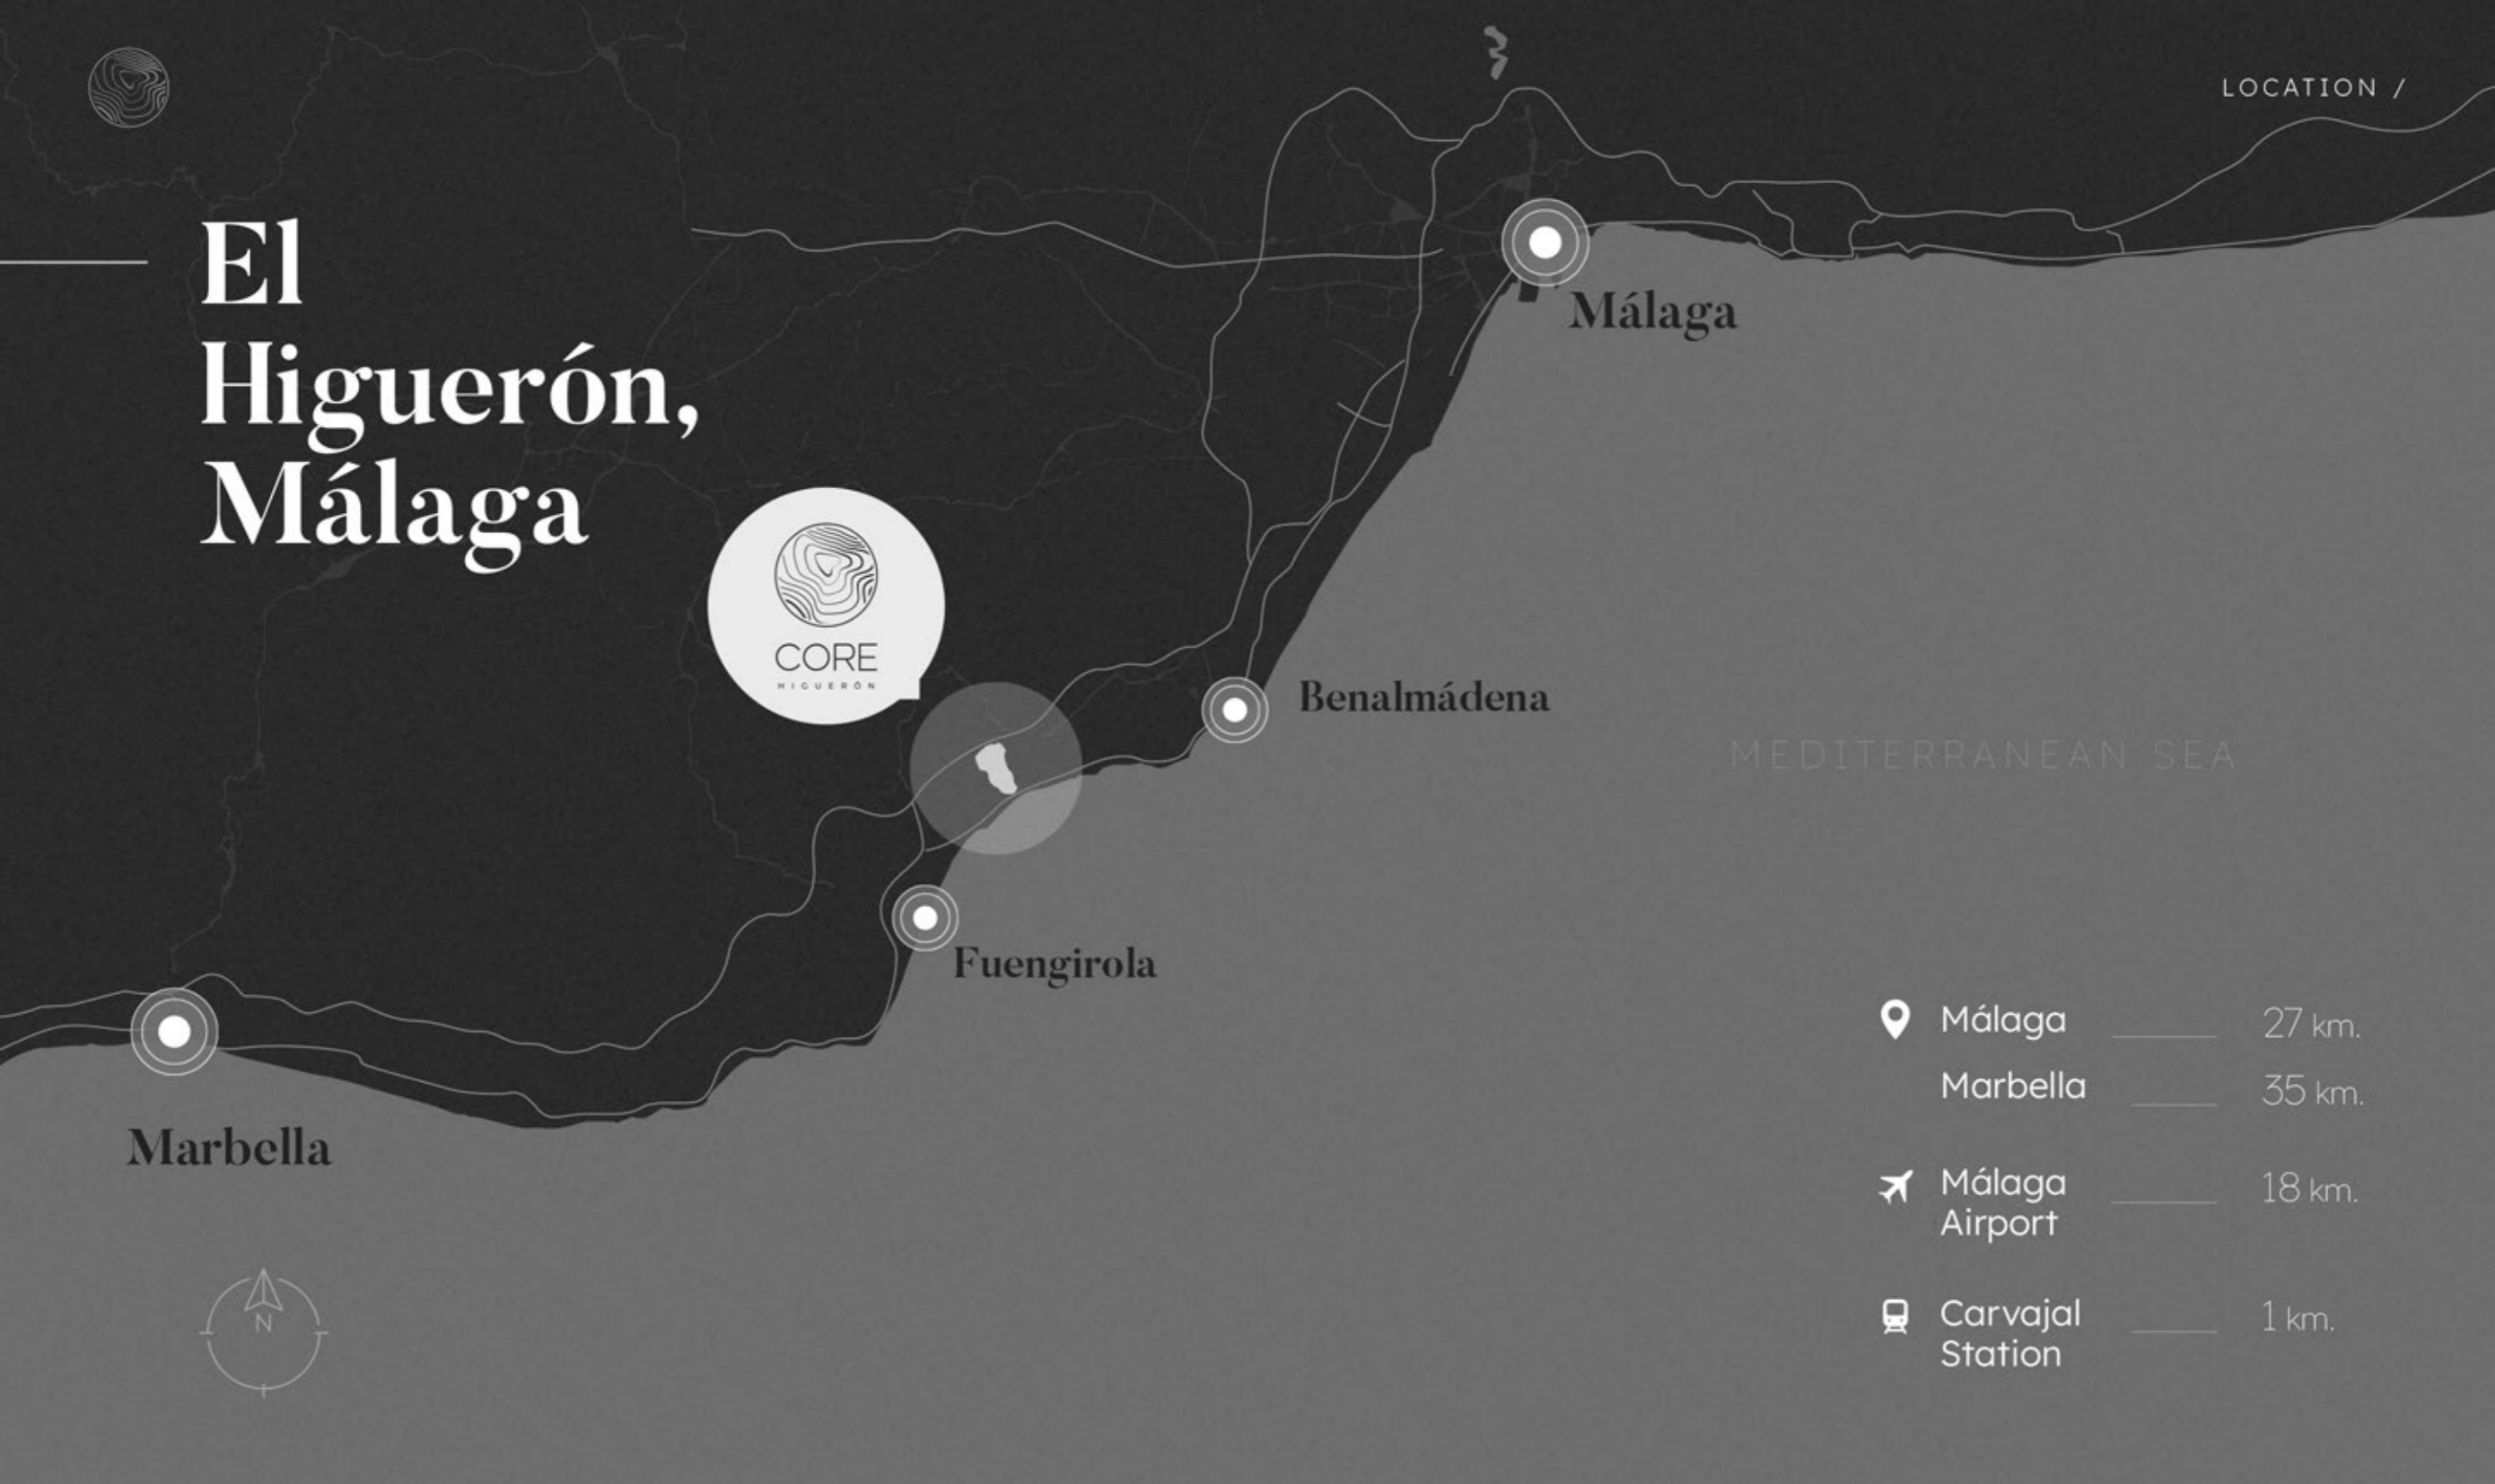 LOCATION /
El
Higuerón,
Málaga
Málaga
CORE
HIGUERÓN
Benalmádena
MEDITERRANEAN SEA
Fuengirola
Marbella
Málaga 27 km.
Marbella 35 km.
Málaga 18 km.
Airport
Carvajal 1 km.
Station
N